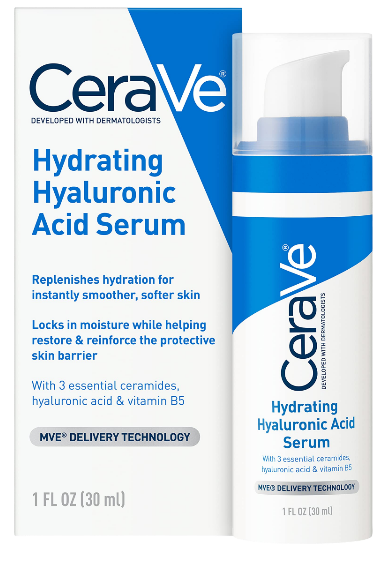 CeraVe®
DEVELOPED WITH DERMATOLOGISTS
Hydrating
Hyaluronic
Acid Serum
Replenishes hydration for
instantly smoother, softer skin
Locks in moisture while helping
restore & reinforce the protective
skin barrier
With 3 essential ceramides,
hyaluronic acid & vitamin B5
MVE® DELIVERY TECHNOLOGY
1 FL OZ (30 ml)
CeraVe®
DEVELOPED WITH DERMATOLOGISTS
Hydrating
Hyaluronic Acid
Serum
With 3 essential ceramides,
hyaluronic acid & vitamin B5
MVE® DELIVERY TECHNOLOGY
1 FL OZ (30 ml)